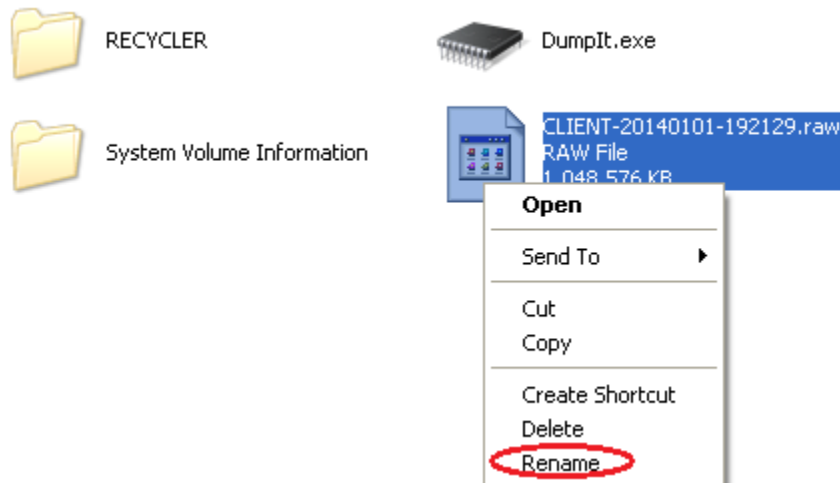 RECYCLER
DumpIt.exe
System Volume Information
CLIENT-20140101-192129.raw
RAW File
1 048 576 KB
Open
Send To
Cut
Copy
Create Shortcut
Delete
Rename